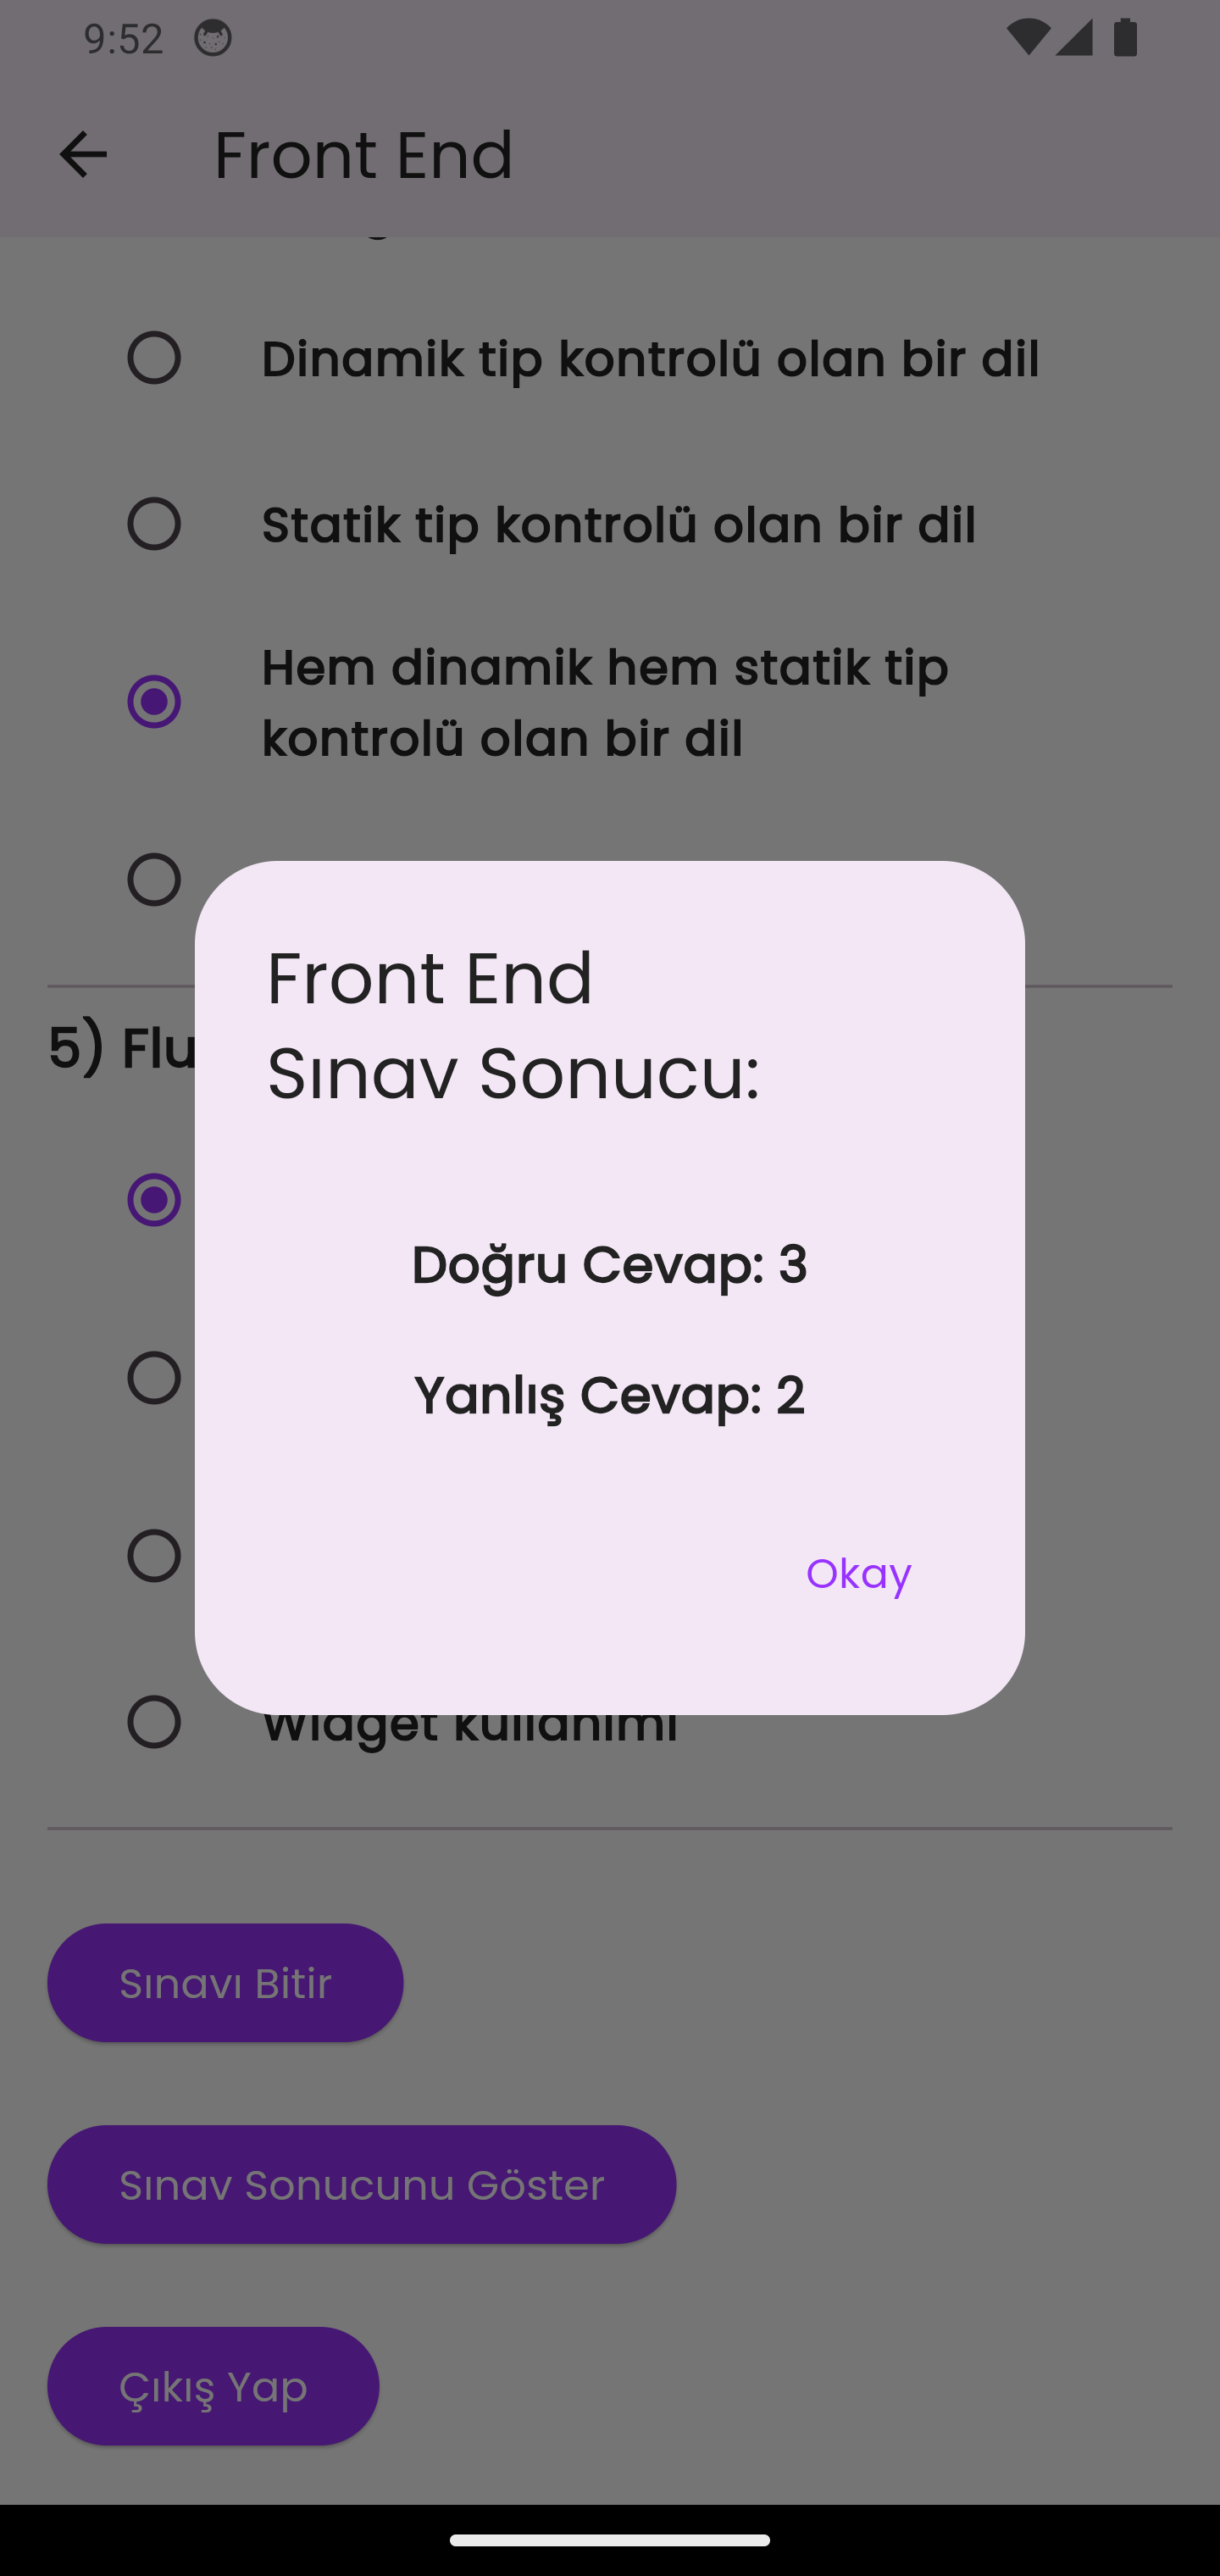 9:52
Front End
Dinamik tip kontrolü olan bir dil
Statik tip kontrolü olan bir dil
Hem dinamik hem statik tip
kontrolü olan bir dil
5) Flu
Front End
Sınav Sonucu:
Doğru Cevap: 3
Yanlış Cevap: 2
Okay
Widget kullanımı
Sınavı Bitir
Sınav Sonucunu Göster
Çıkış Yap